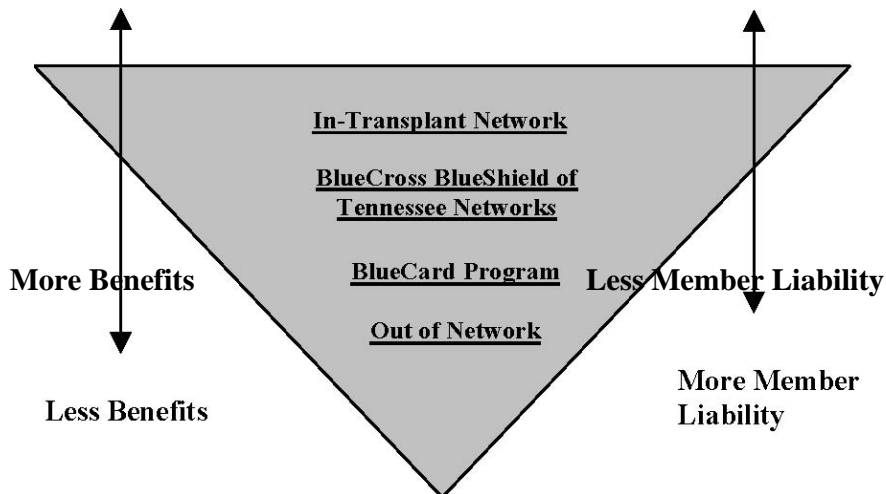 In-Transplant Network
BlueCross BlueShield of
Tennessee Networks
BlueCard Program
Out of Network
More Benefits
Less Benefits
Less Member Liability
More Member
Liability